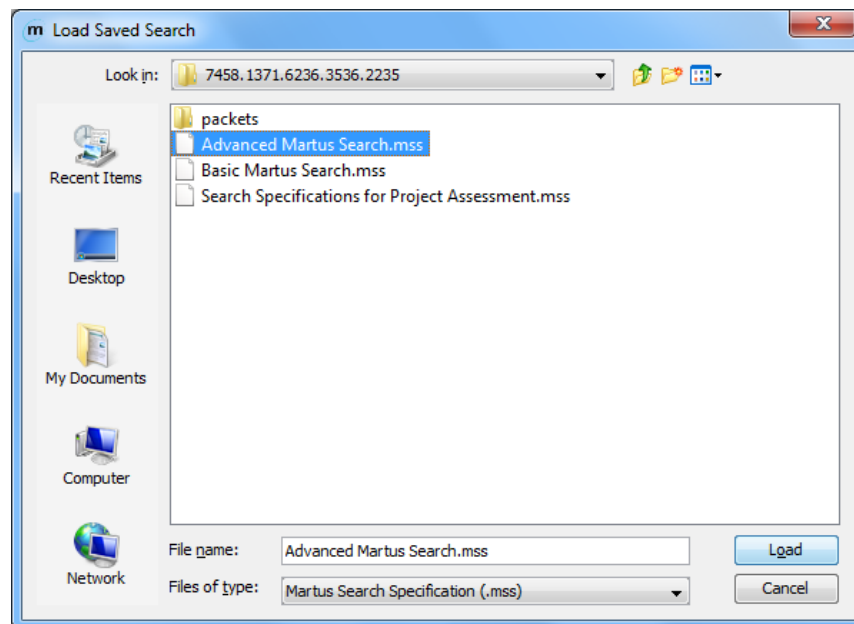 m Load Saved Search
Look in: 7458.1371.6236.3536.2235
packets
Advanced Martus Search.mss
Basic Martus Search.mss
Search Specifications for Project Assessment.mss
Recent Items
Desktop
My Documents
Computer
Network
File name: Advanced Martus Search.mss Load
Files of type: Martus Search Specification (.mss) Cancel